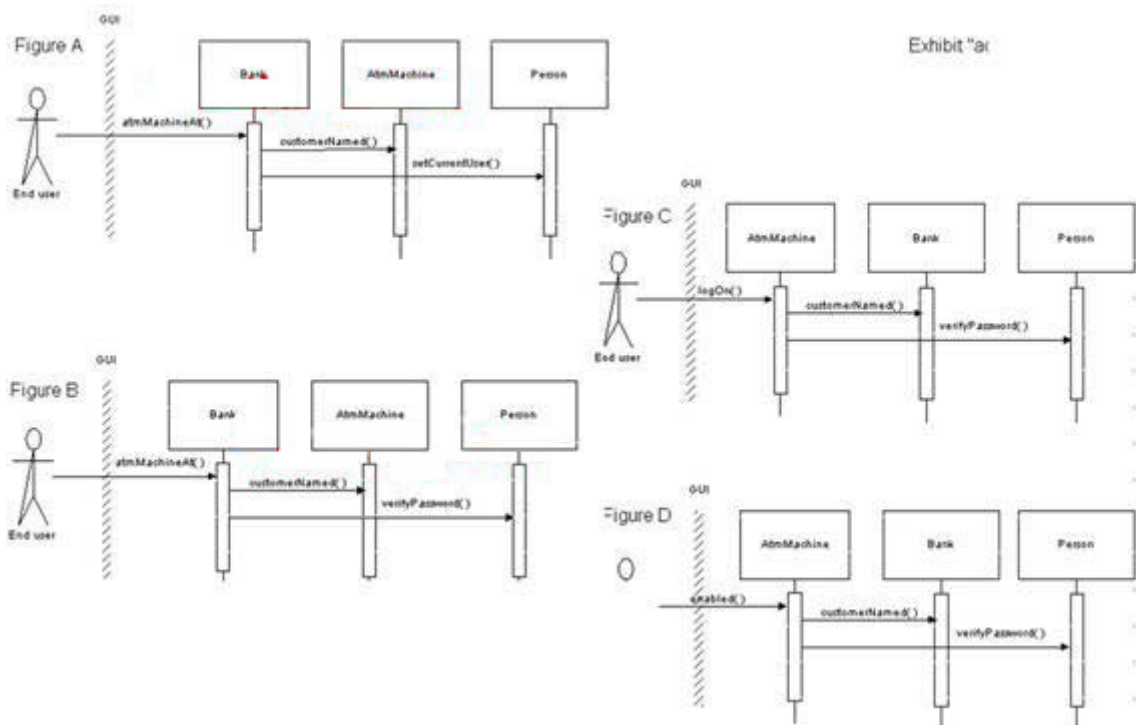 GUI
Figure A
Bank
AtmMachine
Person
atmMachineAt()
customerNamed()
setCurrentUser()
End user
GUI
Figure B
Bank
AtmMachine
Person
atmMachineAt()
customerNamed()
verifyPassword()
End user
Exhibit "ac
GUI
Figure C
AtmMachine
Bank
Person
logOn()
customerNamed()
verifyPassword()
End user
GUI
Figure D
AtmMachine
Bank
Person
enabled()
customerNamed()
verifyPassword()